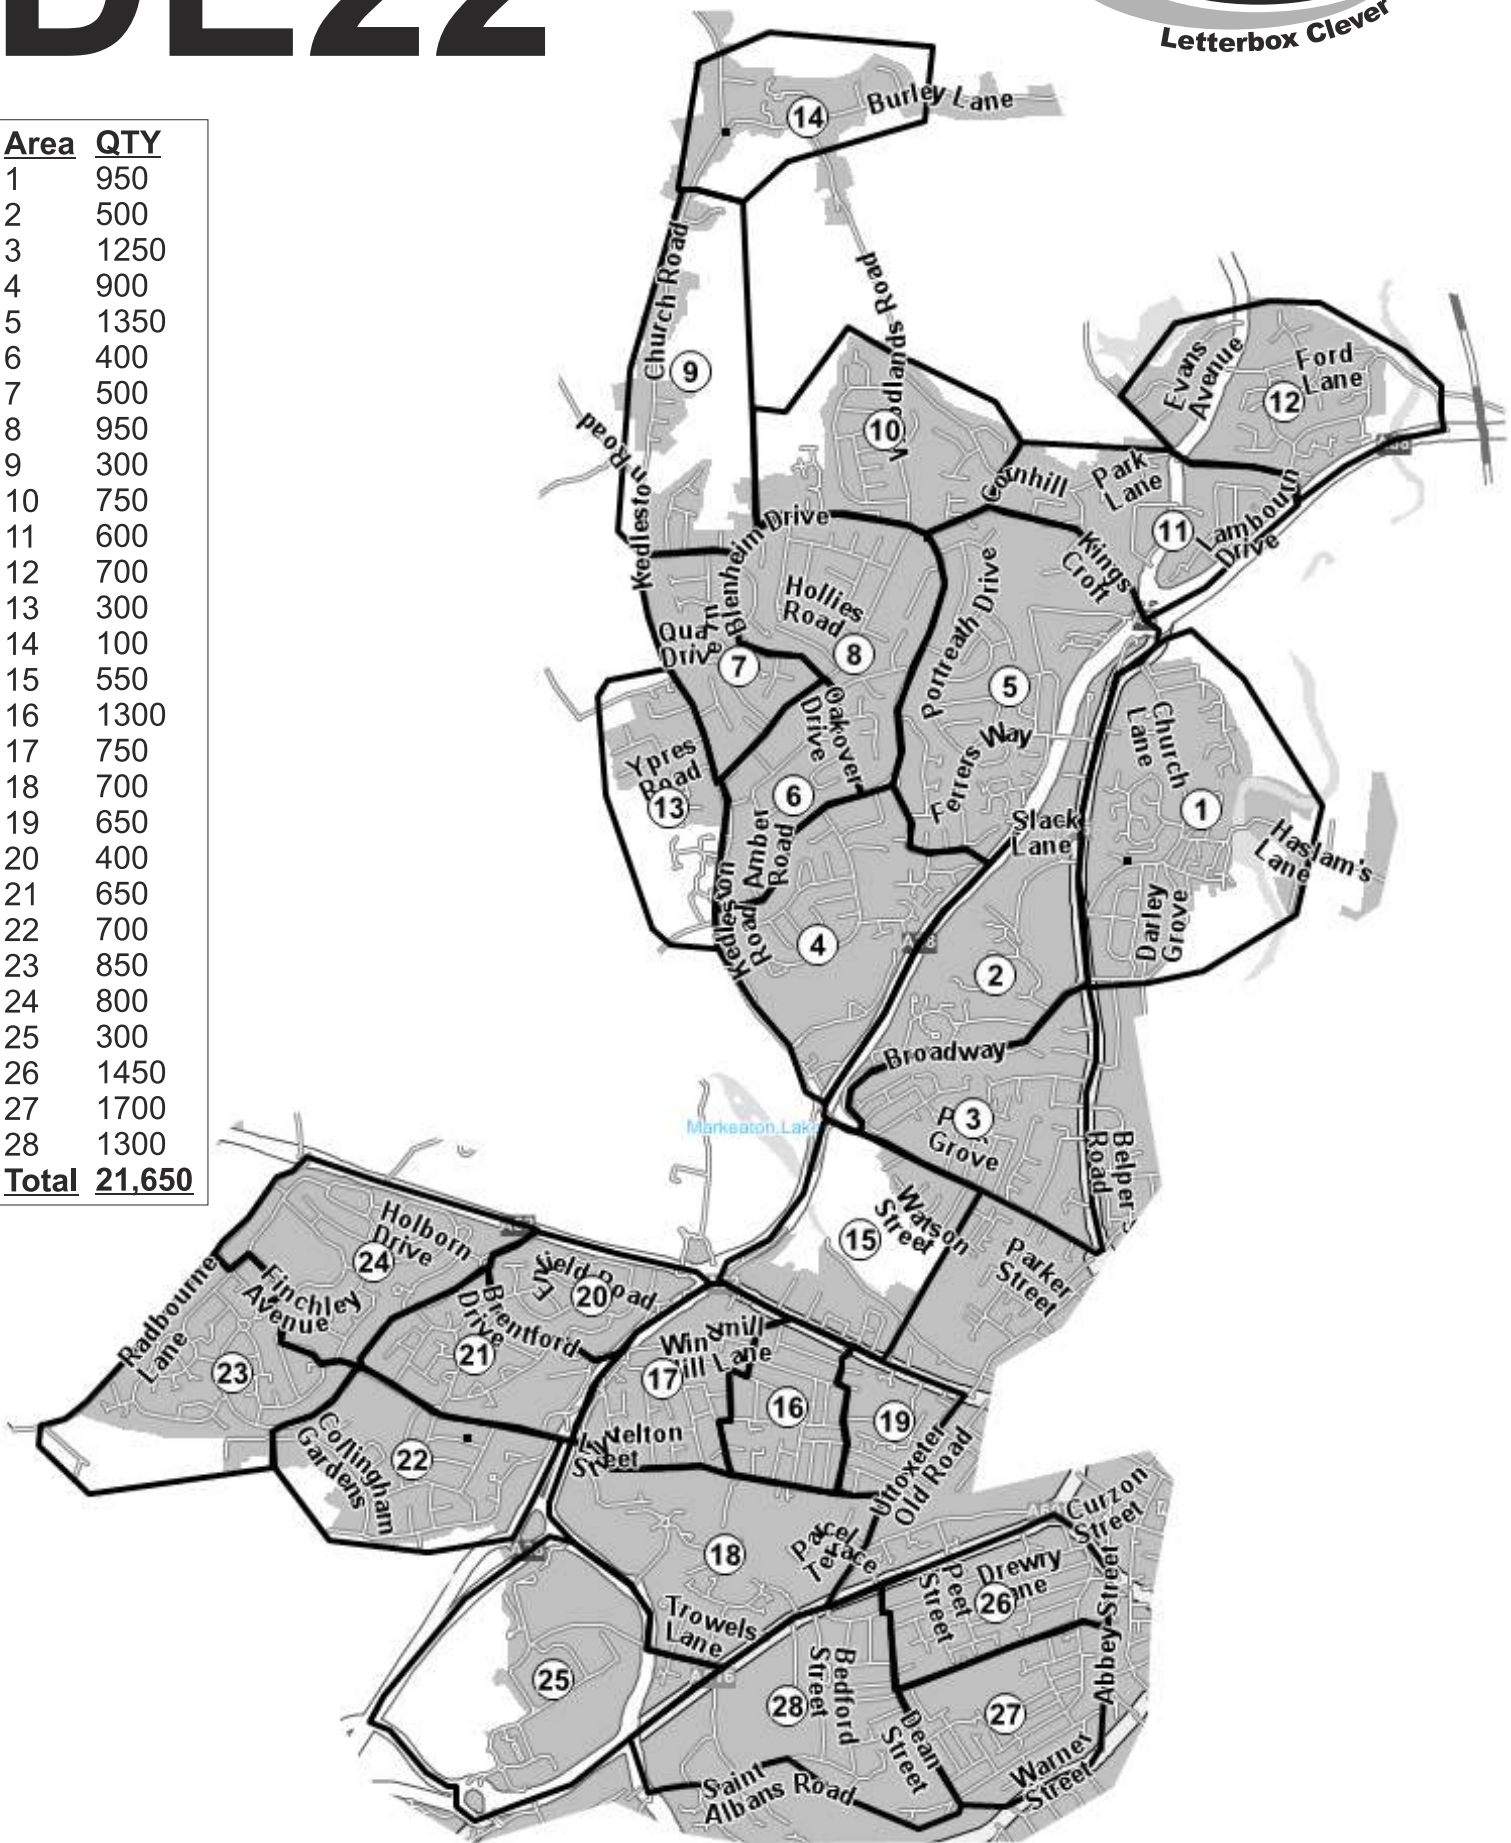 DE22
Letterbox Clever
Area QTY
1 950
2 500
3 1250
4 900
5 1350
6 400
7 500
8 950
9 300
10 750
11 600
12 700
13 300
14 100
15 550
16 1300
17 750
18 700
19 650
20 400
21 650
22 700
23 850
24 800
25 300
26 1450
27 1700
28 1300
Total 21,650
14
Burley Lane
Church Road
9
Woodlands Road
10
Evans
Avenue
Ford
Lane
12
Kedleston Road
Cornhill
Park
Lane
11
Lambourn
Drive
Kings
Croft
Blenheim Drive
Hollies
Road
8
Portreath Drive
5
Drive
7
Oakover
Drive
Ferrers Way
Church
Lane
1
Ypres
Road
13
6
Amber
Road
Slack
Lane
Haslam's
Lane
Darley
Grove
Kedleston
Road
4
2
Broadway
3
Grove
Markeaton Lake
Belper
Road
Watson
Street
15
Parker
Street
Holborn
Drive
24
Finchley
Avenue
Radbourne
Lane
23
Enfield Road
20
Brentford
Drive
21
Windmill
Hill Lane
17
16
19
Lyttelton
Street
Uttoxeter
Old Road
Collingham
Gardens
22
18
Parcel
Terrace
Curzon
Street
Drewry
Lane
Peet
Street
26
Abbey Street
Trowels
Lane
25
Bedford
Street
28
27
Dean
Street
Warner
Street
Saint
Albans Road